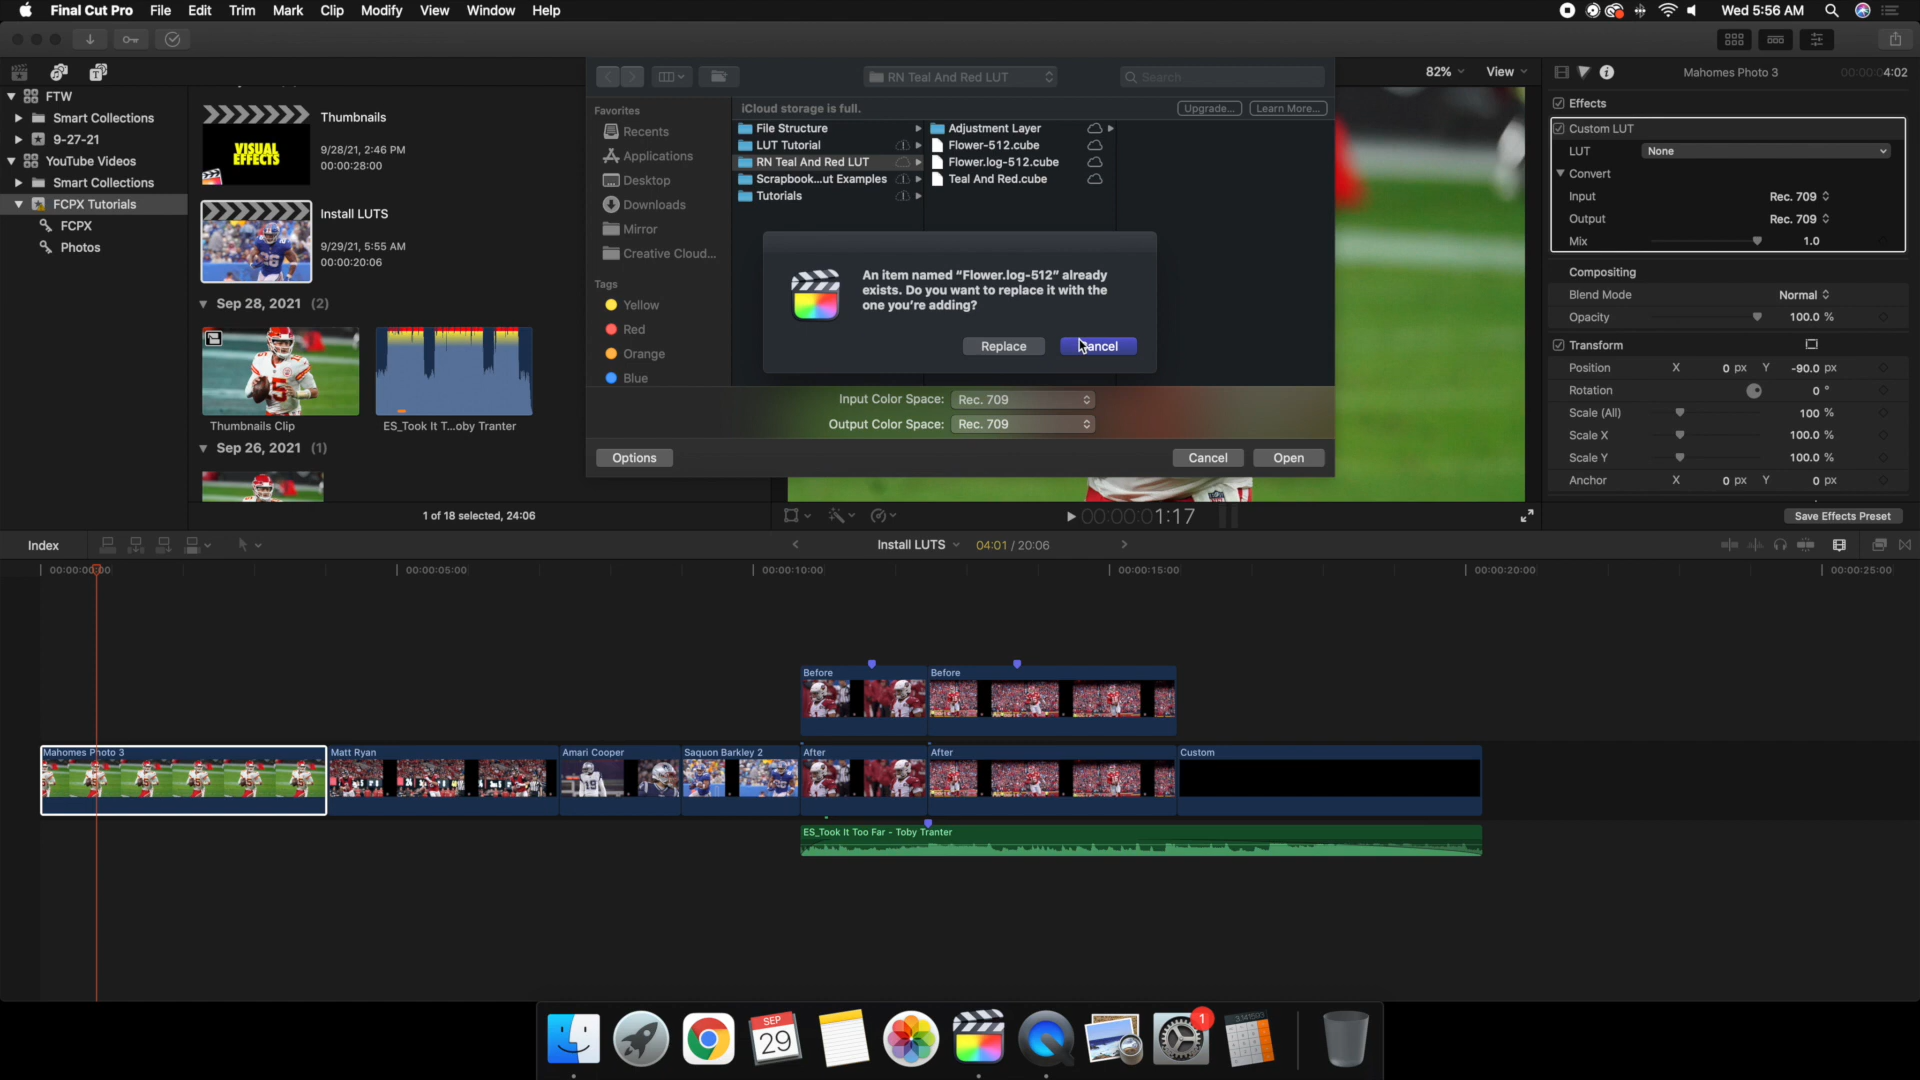 Final Cut Pro File Edit Trim Mark Clip Modify View Window Help
Wed 5:56 AM
82% View
Mahomes Photo 3 00:00:04:02
FTW
Smart Collections
9-27-21
YouTube Videos
Smart Collections
FCPX Tutorials
FCPX
Photos
VISUAL
EFFECTS
Thumbnails
9/28/21, 2:46 PM
00:00:28:00
Install LUTS
9/29/21, 5:55 AM
00:00:20:06
Sep 28, 2021 (2)
Thumbnails Clip
ES_Took It T...oby Tranter
Sep 26, 2021 (1)
1 of 18 selected, 24:06
RN Teal And Red LUT
Search
Favorites
Recents
Applications
Desktop
Downloads
Mirror
Creative Cloud...
Tags
Yellow
Red
Orange
Blue
iCloud storage is full.
Upgrade... Learn More...
File Structure
LUT Tutorial
RN Teal And Red LUT
Scrapbook...ut Examples
Tutorials
Adjustment Layer
Flower-512.cube
Flower.log-512.cube
Teal And Red.cube
An item named “Flower.log-512” already
exists. Do you want to replace it with the
one you’re adding?
Replace
Input Color Space: Rec. 709
Output Color Space: Rec. 709
Options
Cancel Open
Effects
Custom LUT
LUT None
Convert
Input Rec. 709
Output Rec. 709
Mix 1.0
Compositing
Blend Mode Normal
Opacity 100.0 %
Transform
Position X 0 px Y -90.0 px
Rotation 0 °
Scale (All) 100 %
Scale X 100.0 %
Scale Y 100.0 %
Anchor X 0 px Y 0 px
Save Effects Preset
00:00:01:17
Index
Install LUTS 04:01 / 20:06
00:00:00:00 00:00:05:00 00:00:10:00 00:00:15:00 00:00:20:00 00:00:25:00
Before Before
Mahomes Photo 3 Matt Ryan Amari Cooper Saquon Barkley 2 After After Custom
ES_Took It Too Far - Toby Tranter
SEP
29
1